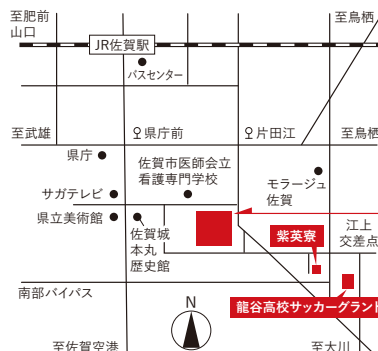 至肥前
山口
至鳥栖
JR佐賀駅
バスセンター
至武雄
県庁前
片田江
至鳥栖
県庁
佐賀市医師会立
看護専門学校
モラージュ
佐賀
サガテレビ
県立美術館
佐賀城
本丸
歴史館
紫英寮
江上
交差点
南部バイパス
龍谷高校サッカーグランド
N
至佐賀空港
至大川